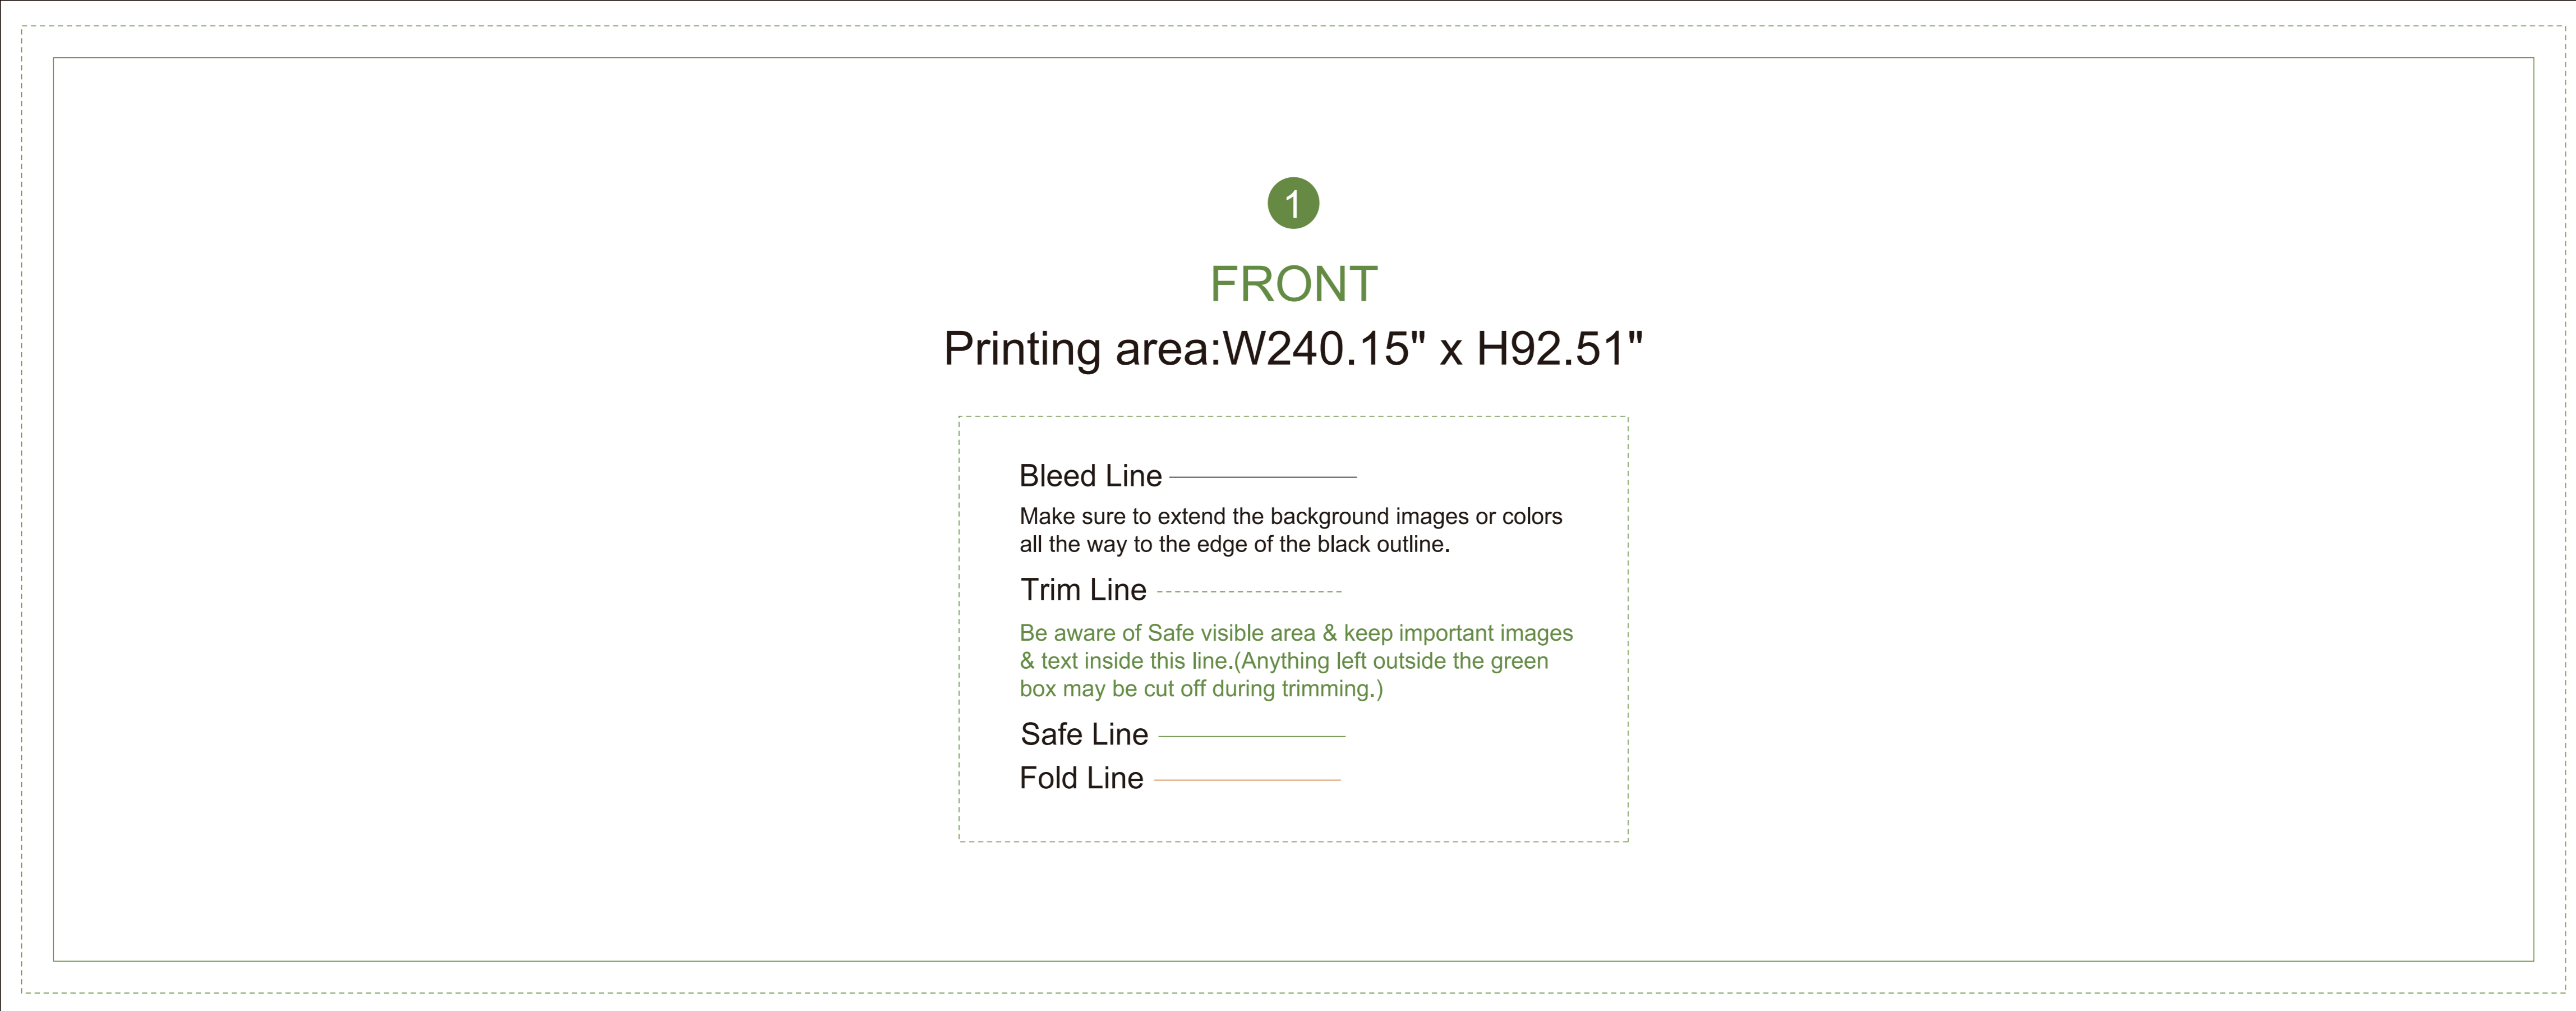 1
FRONT
Printing area:W240.15" x H92.51"
Bleed Line
Make sure to extend the background images or colors
all the way to the edge of the black outline.
Trim Line
Be aware of Safe visible area & keep important images
& text inside this line.(Anything left outside the green
box may be cut off during trimming.)
Safe Line
Fold Line